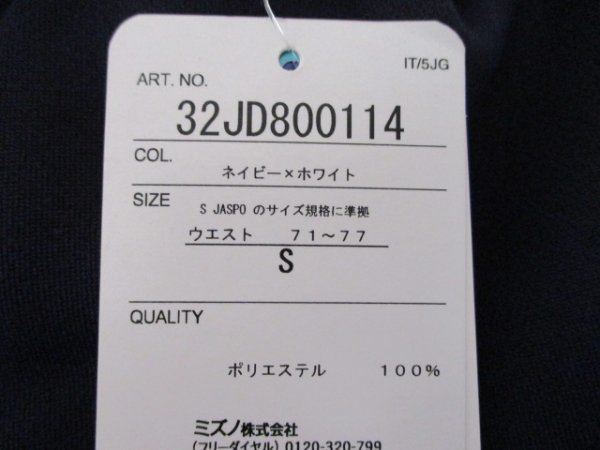 IT/5JG
ART. NO.
32JD800114
COL.
ネイビー×ホワイト
SIZE
S JASPO のサイズ規格に準拠
ウエスト 71～77
S
QUALITY
ポリエステル 100％
ミズノ株式会社
(フリーダイヤル) 0120-320-799